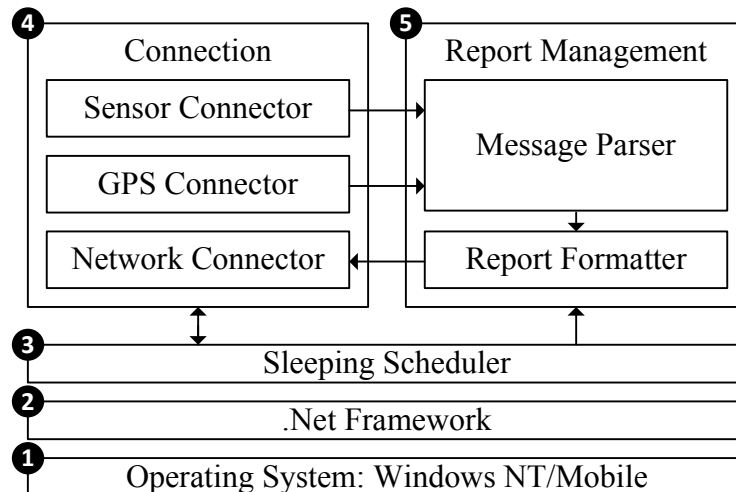 4
5
Connection
Report Management
Sensor Connector
Message Parser
GPS Connector
Network Connector
Report Formatter
3
Sleeping Scheduler
2
.Net Framework
1
Operating System: Windows NT/Mobile